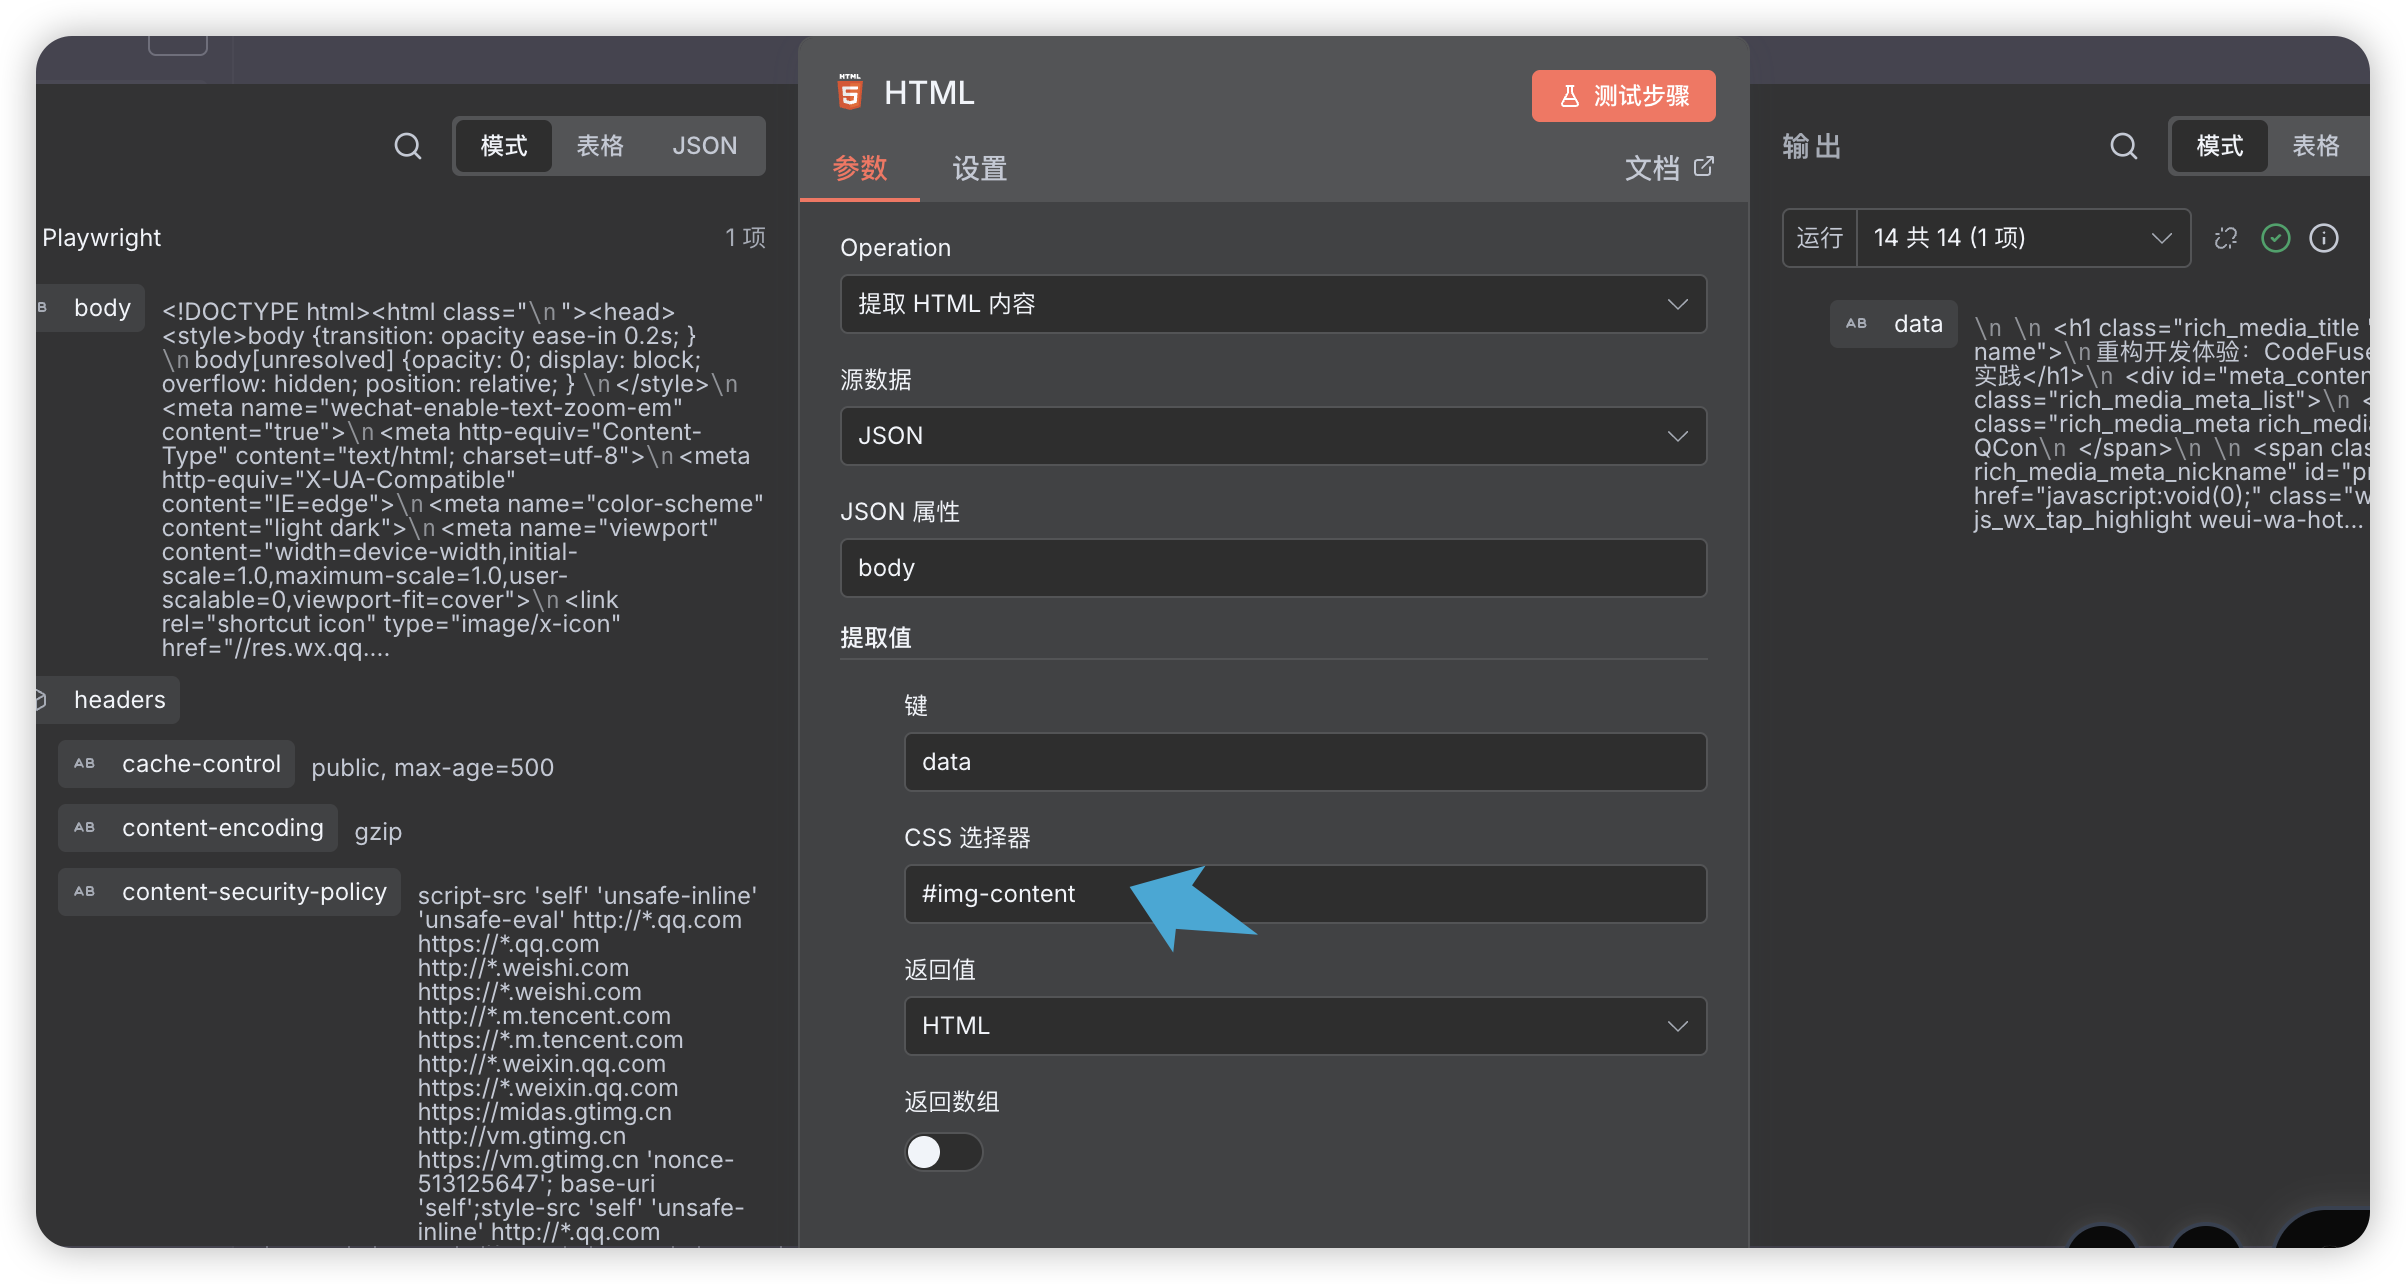 模式
表格
JSON
Playwright
1 项
body
<!DOCTYPE html><html class="\n "><head>
<style>body {transition: opacity ease-in 0.2s; }
\n body[unresolved] {opacity: 0; display: block;
overflow: hidden; position: relative; } \n </style>\n
<meta name="wechat-enable-text-zoom-em"
content="true">\n <meta http-equiv="Content-
Type" content="text/html; charset=utf-8">\n <meta
http-equiv="X-UA-Compatible"
content="IE=edge">\n <meta name="color-scheme"
content="light dark">\n <meta name="viewport"
content="width=device-width,initial-
scale=1.0,maximum-scale=1.0,user-
scalable=0,viewport-fit=cover">\n <link
rel="shortcut icon" type="image/x-icon"
href="//res.wx.qq....
headers
AB cache-control public, max-age=500
AB content-encoding gzip
AB content-security-policy script-src 'self' 'unsafe-inline'
'unsafe-eval' http://*.qq.com
https://*.qq.com
http://*.weishi.com
https://*.weishi.com
http://*.m.tencent.com
https://*.m.tencent.com
http://*.weixin.qq.com
https://*.weixin.qq.com
https://midas.gtimg.cn
http://vm.gtimg.cn
https://vm.gtimg.cn 'nonce-
513125647'; base-uri
'self';style-src 'self' 'unsafe-
inline' http://*.qq.com
HTML
HTML
测试步骤
参数
设置
文档
Operation
提取 HTML 内容
源数据
JSON
JSON 属性
body
提取值
键
data
CSS 选择器
#img-content
返回值
HTML
返回数组
输出
模式
表格
运行
14 共 14 (1 项)
AB data
\n \n <h1 class="rich_media_title
name">\n 重构开发体验：CodeFuse
实践</h1>\n <div id="meta_conten
class="rich_media_meta_list">\n <
class="rich_media_meta rich_medi
QCon\n </span>\n \n <span clas
rich_media_meta_nickname" id="p
href="javascript:void(0);" class="w
js_wx_tap_highlight weui-wa-hot...